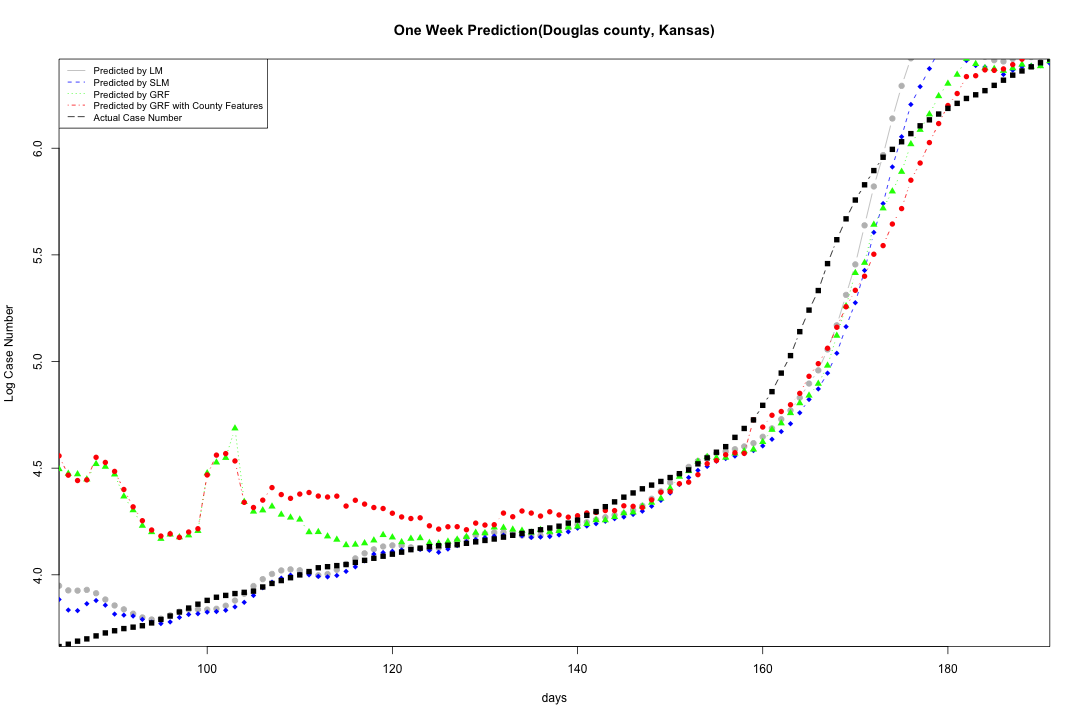 One Week Prediction(Douglas county, Kansas)
Predicted by LM
Predicted by SLM
Predicted by GRF
Predicted by GRF with County Features
Actual Case Number
6.0
5.5
5.0
4.5
4.0
Log Case Number
100 120 140 160 180
days